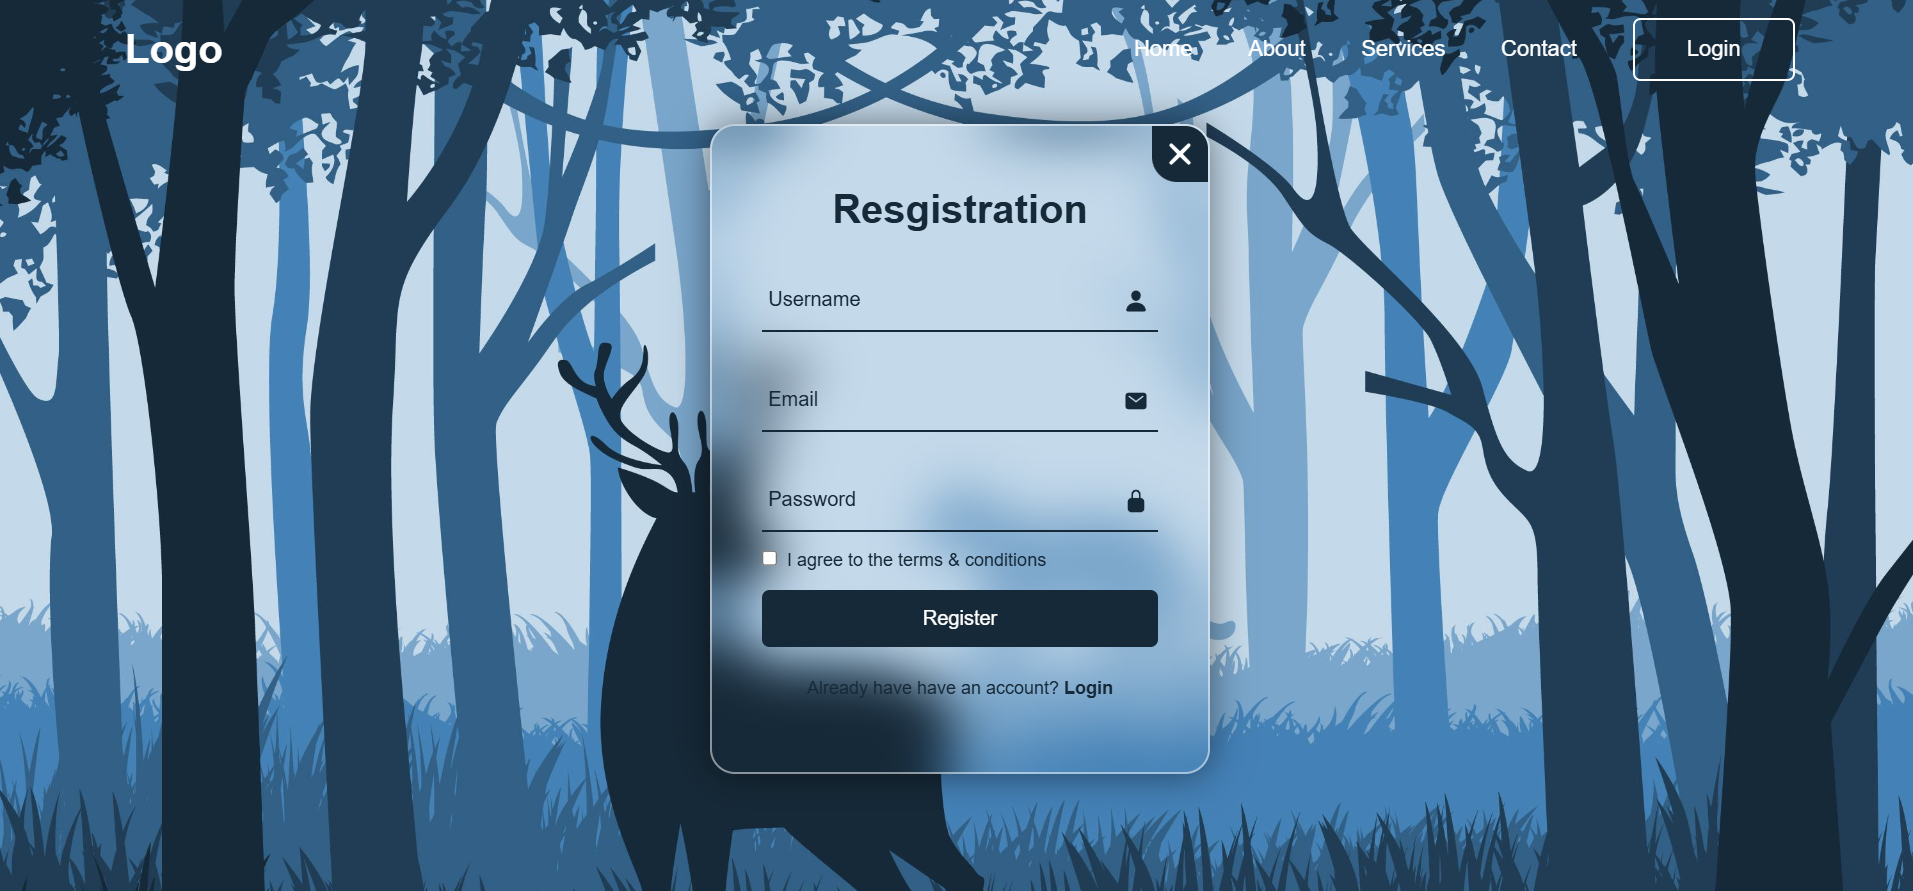 Logo
Home About Services Contact Login
Resgistration
Username
Email
Password
I agree to the terms & conditions
Register
Already have have an account? Login